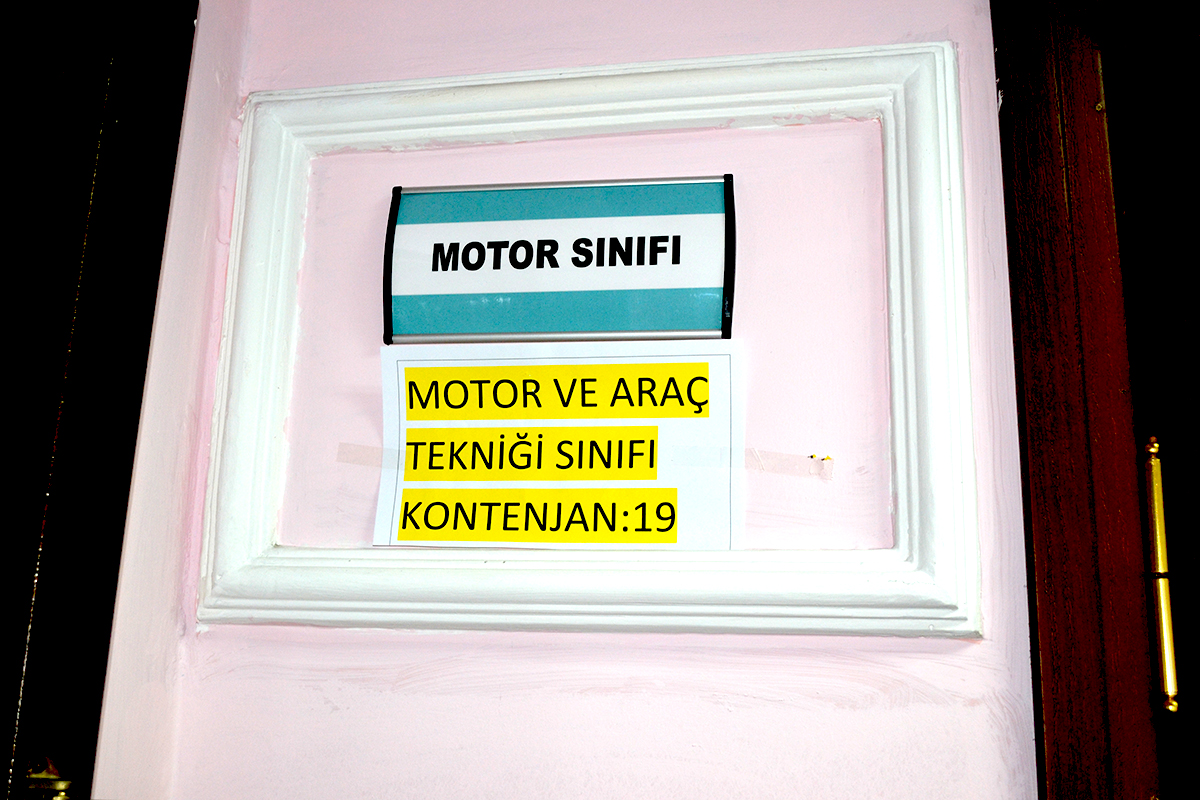 MOTOR SINIFI
MOTOR VE ARAÇ
TEKNİĞİ SINIFI
KONTENJAN:19